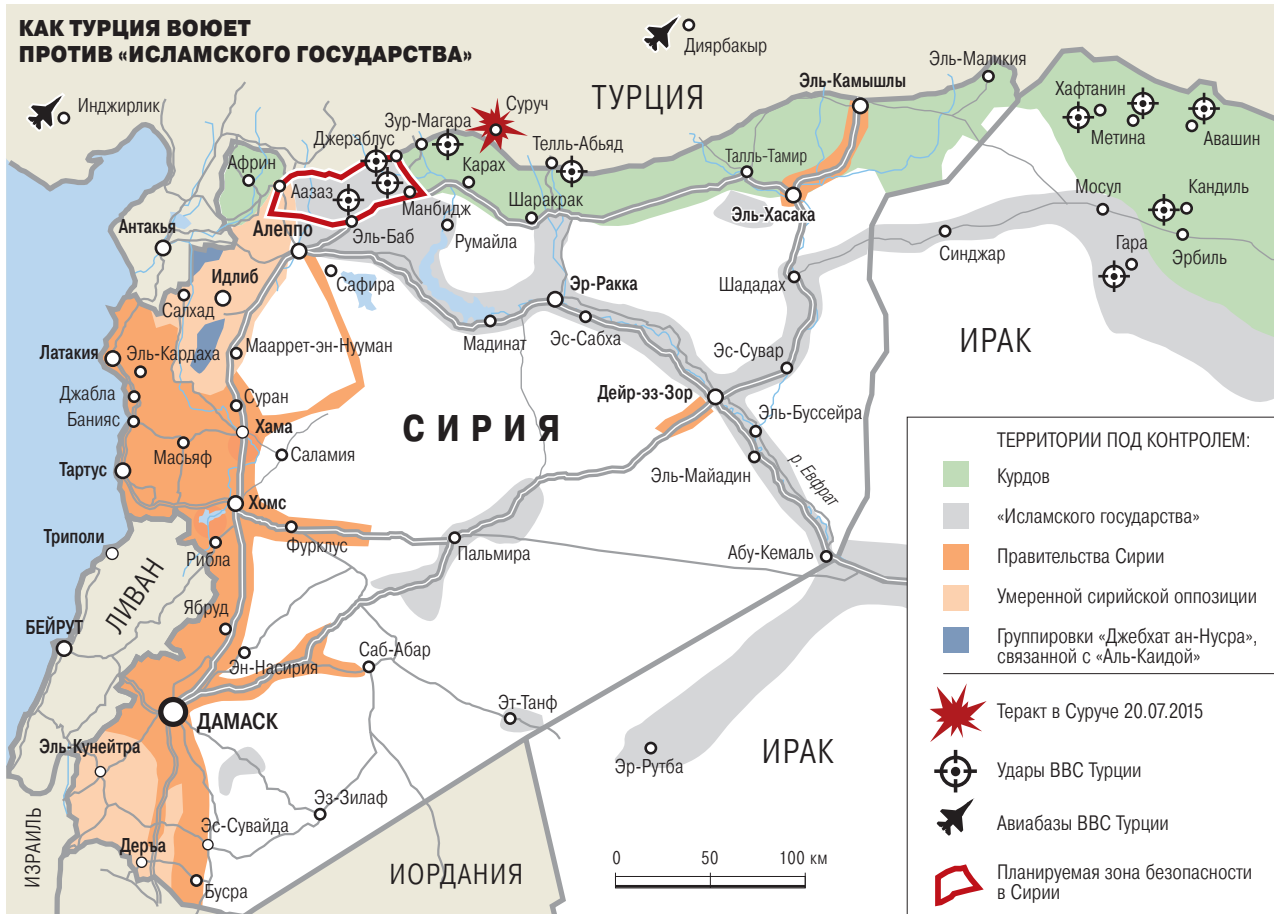 КАК ТУРЦИЯ ВОЮЕТ
ПРОТИВ «ИСЛАМСКОГО ГОСУДАРСТВА»
Диярбакыр
Инджирлик
ТУРЦИЯ
Суруч
Зур-Магара
Джераблус
Телль-Абьяд
Эль-Камышлы
Эль-Маликия
Хафтанин
Метина
Авашин
Африн
Аазаз
Карах
Манбидж
Шаракрак
Талль-Тамир
Эль-Хасака
Мосул
Кандиль
Антакья
Алеппо
Эль-Баб
Румайла
Синджар
Гара
Эрбиль
Идлиб
Салхад
Сафира
Эр-Ракка
Шададах
Мадинат
Эс-Сабха
ИРАК
Латакия
Эль-Кардаха
Мааррет-эн-Нууман
Эс-Сувар
Джабла
Суран
Дейр-эз-Зор
Банияс
Хама
СИРИЯ
Эль-Буссейра
Масьяф
Саламия
Тартус
Эль-Майадин
р. Евфрат
Хомс
Триполи
Рибла
Фурклус
Пальмира
Абу-Кемаль
ЛИВАН
Ябруд
БЕЙРУТ
Эн-Насирия
Саб-Абар
Эт-Танф
ДАМАСК
Эль-Кунейтра
ИРАК
Эр-Рутба
Эз-Зилаф
Эс-Сувайда
ИЗРАИЛЬ
Деръа
Бусра
ИОРДАНИЯ
0 50 100 км
ТЕРРИТОРИИ ПОД КОНТРОЛЕМ:
Курдов
«Исламского государства»
Правительства Сирии
Умеренной сирийской оппозиции
Группировки «Джебхат ан-Нусра»,
связанной с «Аль-Каидой»
Теракт в Суруче 20.07.2015
Удары ВВС Турции
Авиабазы ВВС Турции
Планируемая зона безопасности
в Сирии